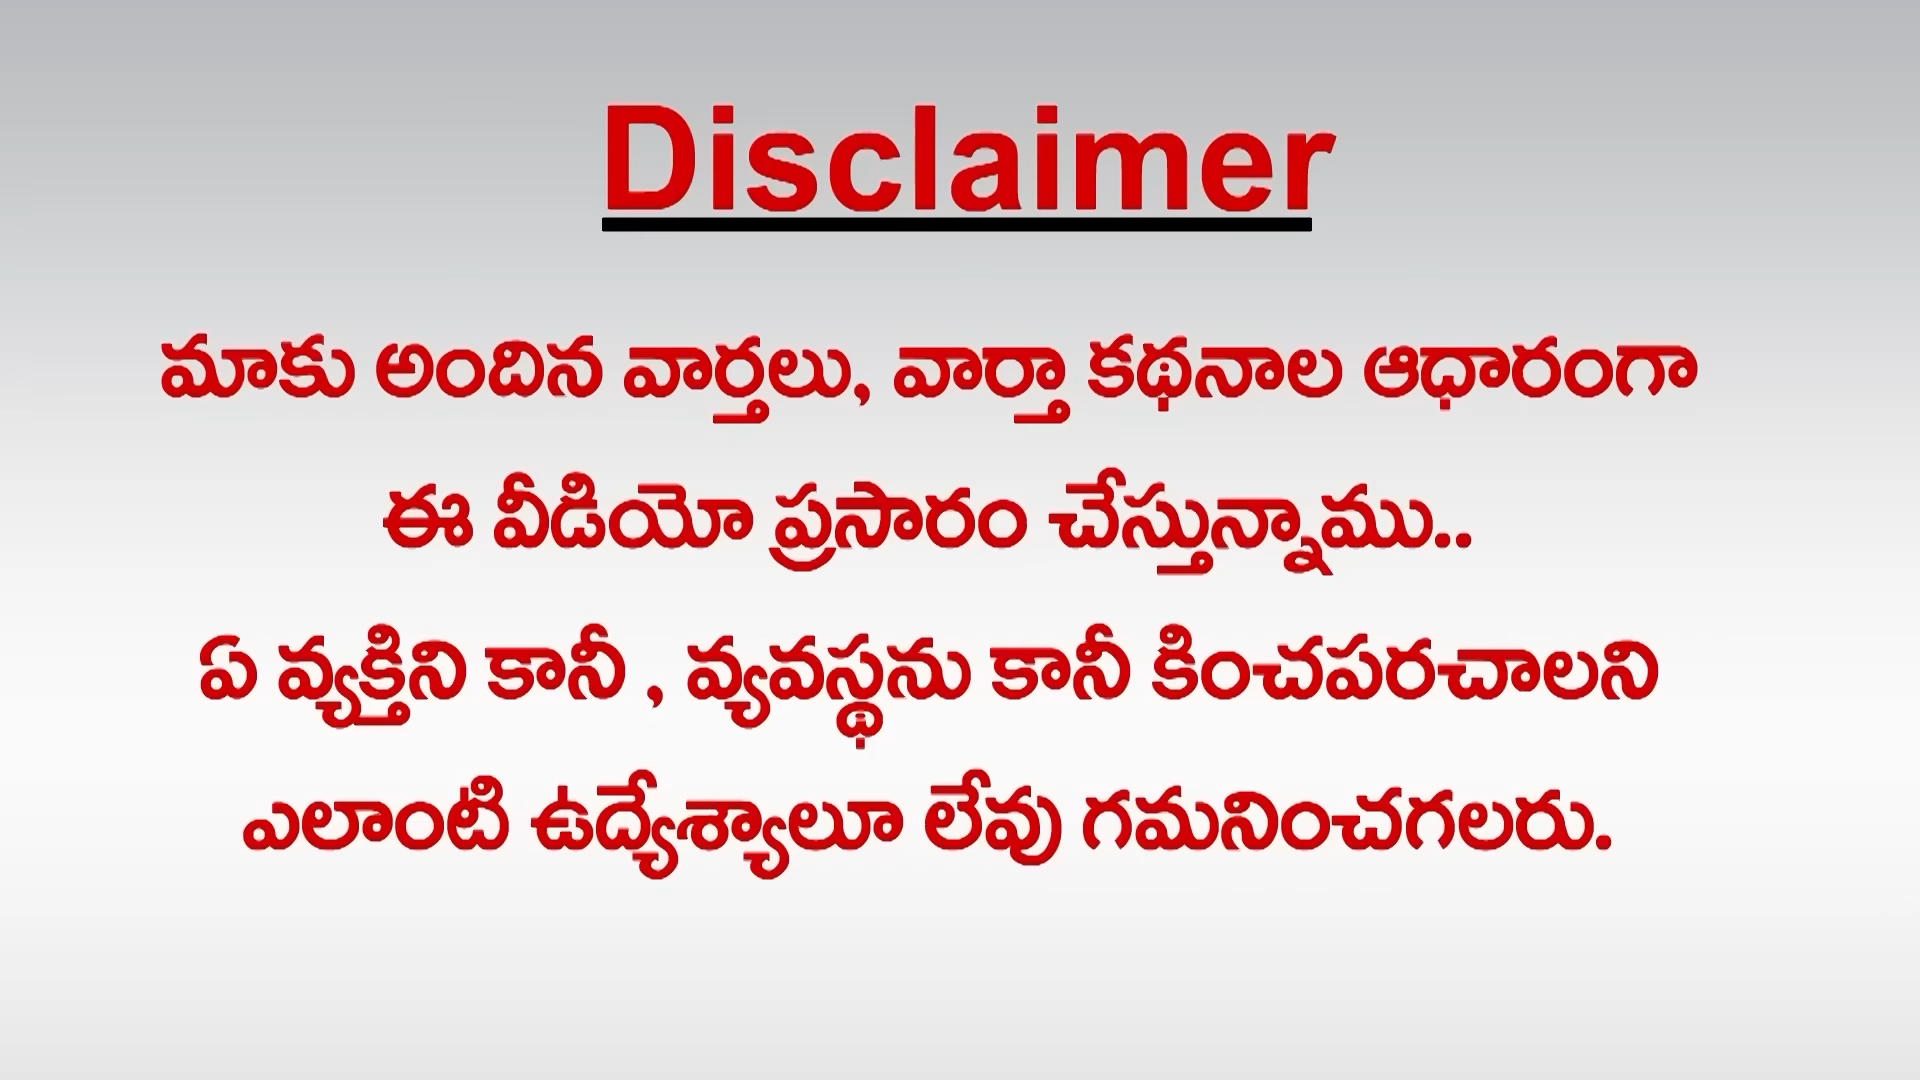 Disclaimer
మాకు అందిన వార్తలు, వార్తా కథనాల ఆధారంగా
ఈ వీడియో ప్రసారం చేస్తున్నాము..
ఏ వ్యక్తిని కానీ , వ్యవస్థను కానీ కించపరచాలని
ఎలాంటి ఉద్యేశ్యాలూ లేవు గమనించగలరు.